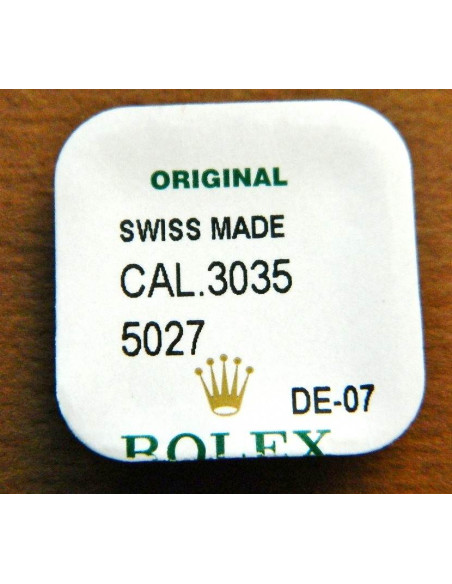 ORIGINAL
SWISS MADE
CAL.3035
5027
DE-07
ROLEX